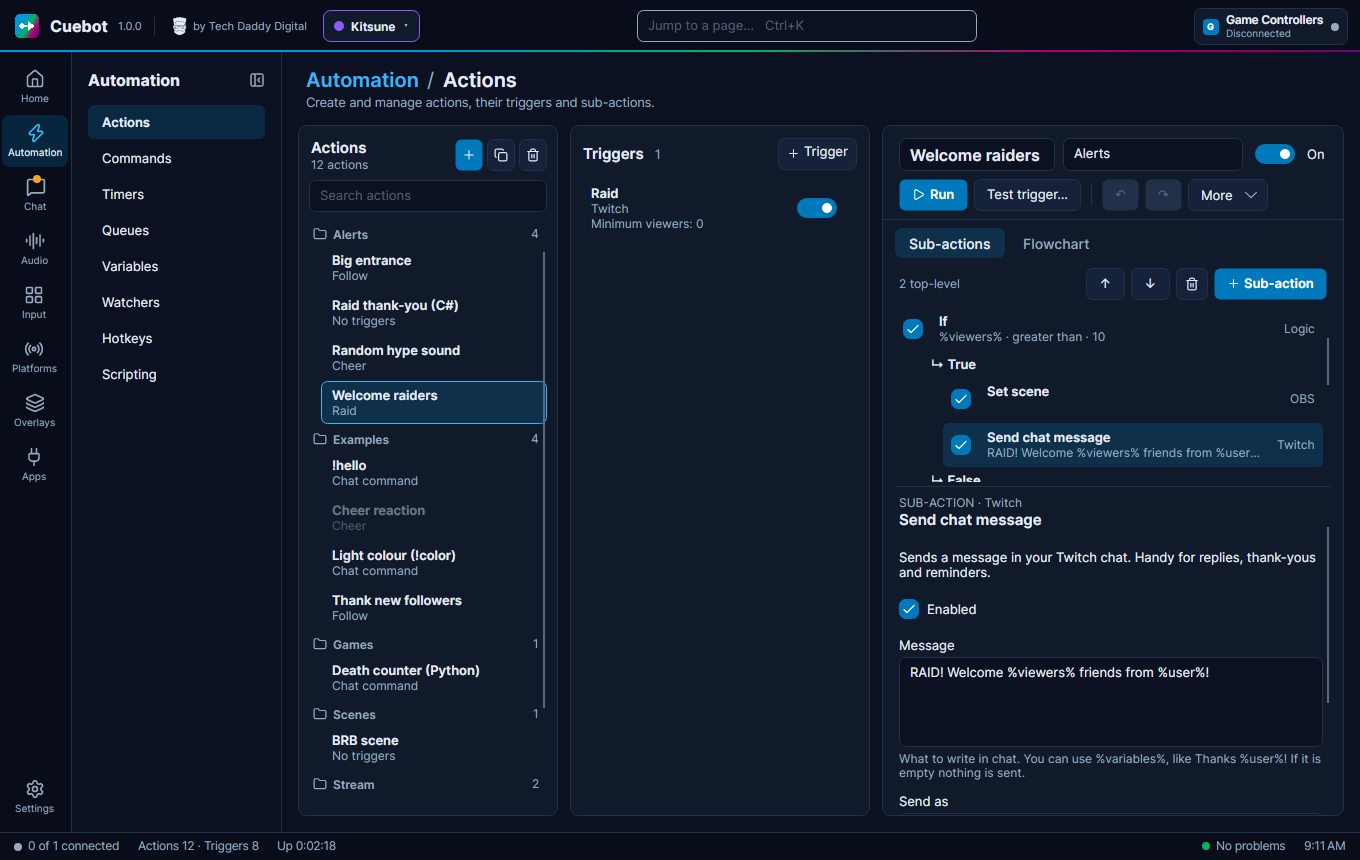 Cuebot 1.0.0 by Tech Daddy Digital Kitsune
Jump to a page... Ctrl+K
G Game Controllers
Disconnected
Home
Automation
Chat
Audio
Input
Platforms
Overlays
Apps
Settings
Automation
Actions
Commands
Timers
Queues
Variables
Watchers
Hotkeys
Scripting
Automation / Actions
Create and manage actions, their triggers and sub-actions.
Actions
12 actions
Search actions
Alerts 4
Big entrance
Follow
Raid thank-you (C#)
No triggers
Random hype sound
Cheer
Welcome raiders
Raid
Examples 4
!hello
Chat command
Cheer reaction
Cheer
Light colour (!color)
Chat command
Thank new followers
Follow
Games 1
Death counter (Python)
Chat command
Scenes 1
BRB scene
No triggers
Stream 2
Triggers 1
+ Trigger
Raid
Twitch
Minimum viewers: 0
Welcome raiders Alerts On
Run Test trigger... More
Sub-actions Flowchart
2 top-level + Sub-action
If
%viewers% · greater than · 10
Logic
↳ True
Set scene
OBS
Send chat message
RAID! Welcome %viewers% friends from %user...
Twitch
↳ False
SUB-ACTION · Twitch
Send chat message
Sends a message in your Twitch chat. Handy for replies, thank-yous
and reminders.
Enabled
Message
RAID! Welcome %viewers% friends from %user%!
What to write in chat. You can use %variables%, like Thanks %user%! If it is
empty nothing is sent.
Send as
0 of 1 connected Actions 12 · Triggers 8 Up 0:02:18
No problems 9:11 AM